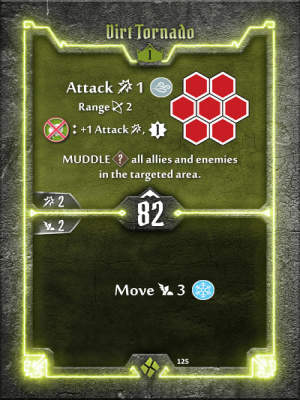 Dirt Tornado
1
Attack 1
Range 2
: +1 Attack ,
MUDDLE ? all allies and enemies
in the targeted area.
2
82
2
Move 3
125